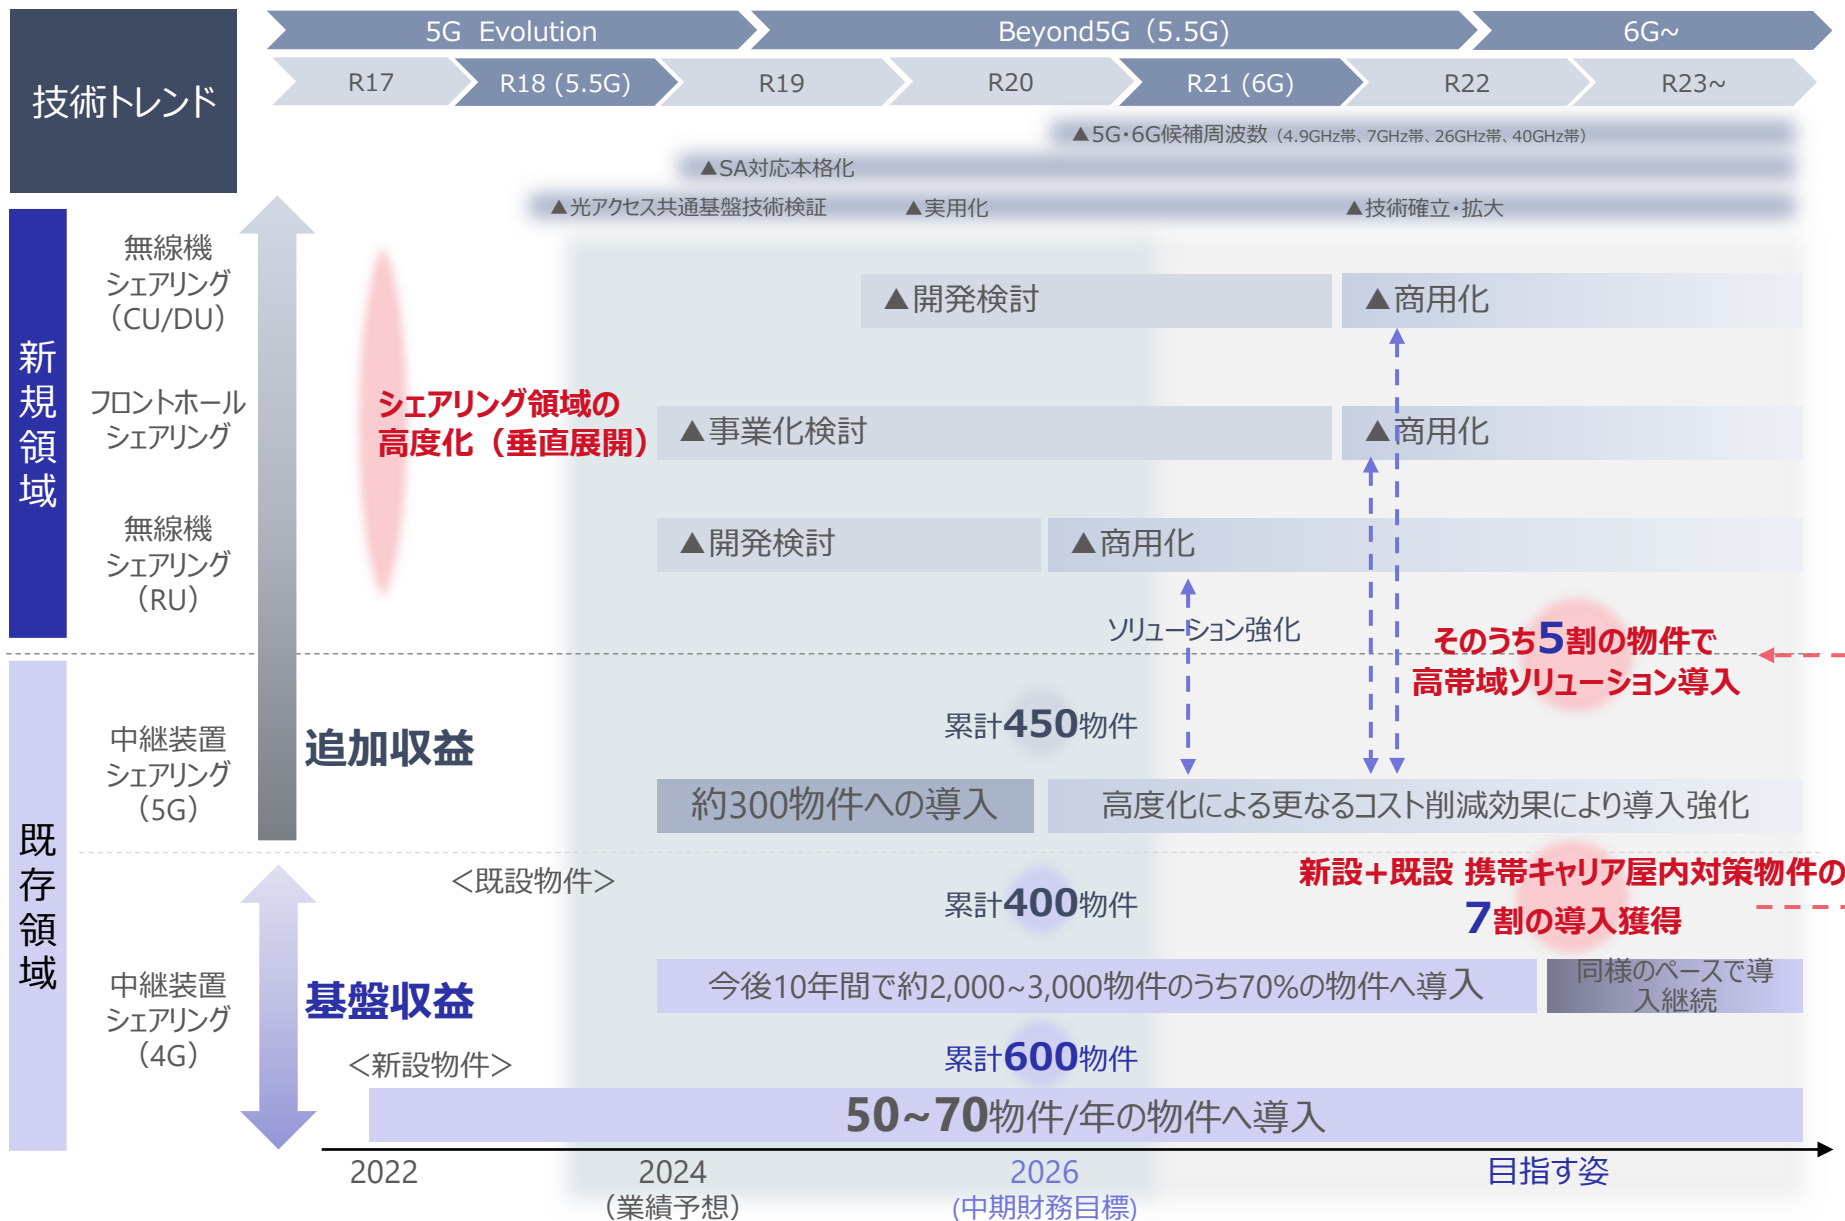 技術トレンド
5G Evolution
Beyond5G（5.5G）
6G~
R17
R18 (5.5G)
R19
R20
R21 (6G)
R22
R23~
▲5G・6G候補周波数（4.9GHz帯、7GHz帯、26GHz帯、40GHz帯）
▲SA対応本格化
▲光アクセス共通基盤技術検証
▲実用化
▲技術確立・拡大
新規領域
無線機
シェアリング
（CU/DU）
▲開発検討
▲商用化
フロントホール
シェアリング
シェアリング領域の
高度化（垂直展開）
▲事業化検討
▲商用化
無線機
シェアリング
（RU）
▲開発検討
▲商用化
ソリューション強化
そのうち5割の物件で
高帯域ソリューション導入
既存領域
中継装置
シェアリング
（5G）
追加収益
累計450物件
約300物件への導入
高度化による更なるコスト削減効果により導入強化
＜既設物件＞
累計400物件
新設+既設 携帯キャリア屋内対策物件の
7割の導入獲得
中継装置
シェアリング
（4G）
基盤収益
今後10年間で約2,000~3,000物件のうち70%の物件へ導入
同様のペースで導
入継続
＜新設物件＞
累計600物件
50~70物件/年の物件へ導入
2022
2024
（業績予想）
2026
(中期財務目標)
目指す姿